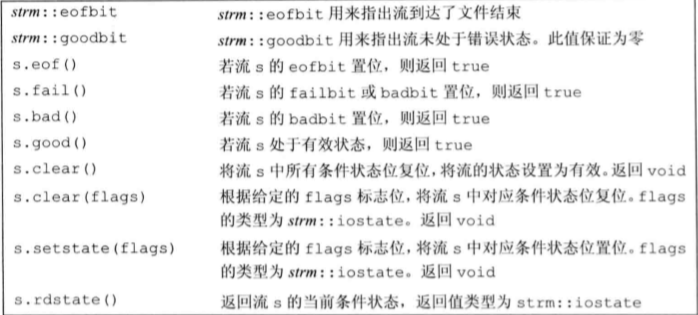 strm::eofbit strm::eofbit 用来指出流到达了文件结束
strm::goodbit strm::goodbit 用来指出流未处于错误状态。此值保证为零
s.eof() 若流 s 的 eofbit 置位，则返回 true
s.fail() 若流 s 的 failbit 或 badbit 置位，则返回 true
s.bad() 若流 s 的 badbit 置位，则返回 true
s.good() 若流 s 处于有效状态，则返回 true
s.clear() 将流 s 中所有条件状态位复位，将流的状态设置为有效。返回 void
s.clear(flags) 根据给定的 flags 标志位，将流 s 中对应条件状态位复位。flags
的类型为 strm::iostate。返回 void
s.setstate(flags) 根据给定的 flags 标志位，将流 s 中对应条件状态位置位。flags
的类型为 strm::iostate。返回 void
s.rdstate() 返回流 s 的当前条件状态，返回值类型为 strm::iostate